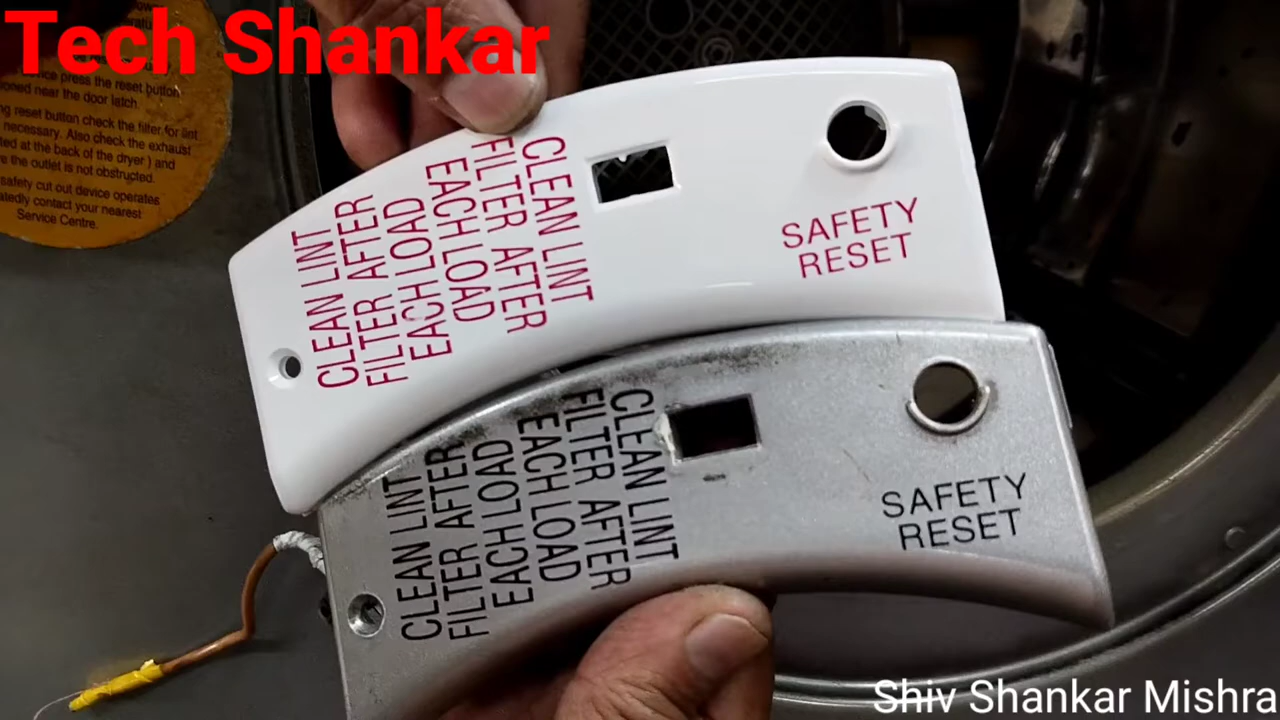 Tech Shankar
press the reset button
near the door latch
reset button check the filter for lint
necessary. Also check the exhaust
at the back of the dryer ) and
the outlet is not obstructed.
safety cut out device operates
contact your nearest
Service Centre.
CLEAN LINT
FILTER AFTER
EACH LOAD
CLEAN LINT
FILTER AFTER
EACH LOAD
SAFETY
RESET
CLEAN LINT
FILTER AFTER
EACH LOAD
CLEAN LINT
FILTER AFTER
EACH LOAD
SAFETY
RESET
Shiv Shankar Mishra